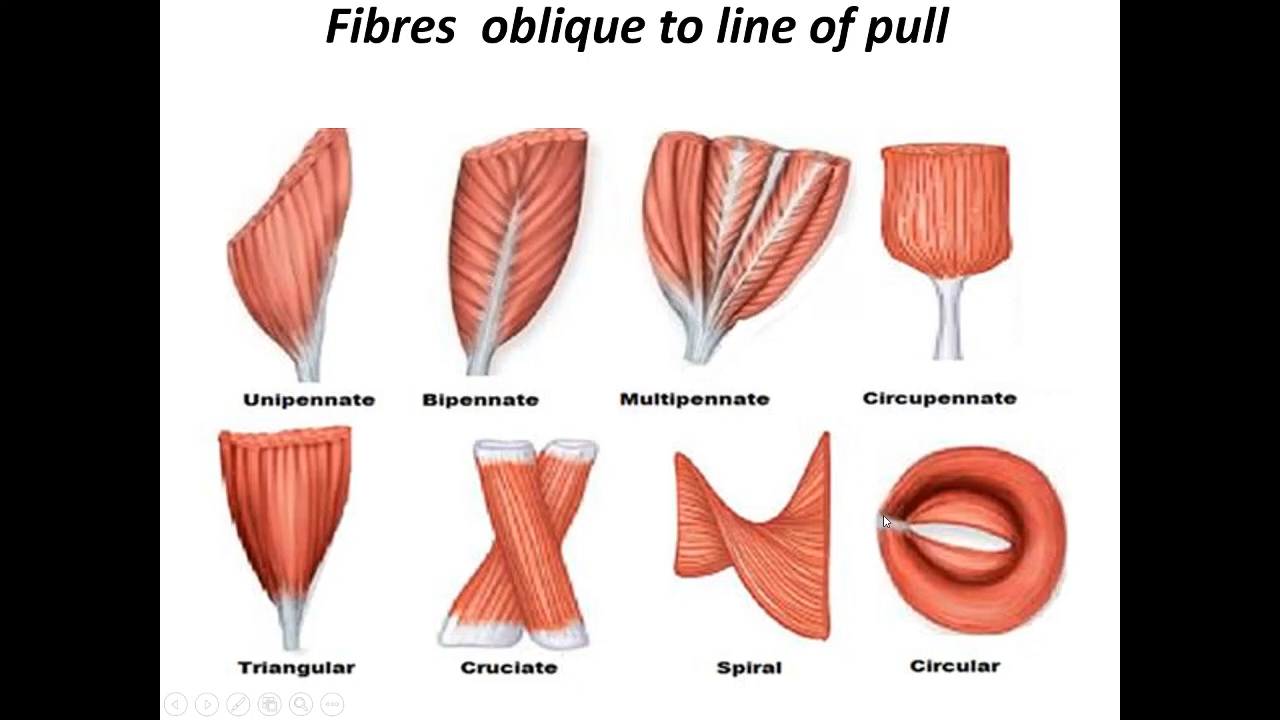 Fibres oblique to line of pull
Unipennate
Bipennate
Multipennate
Circupennate
Triangular
Cruciate
Spiral
Circular